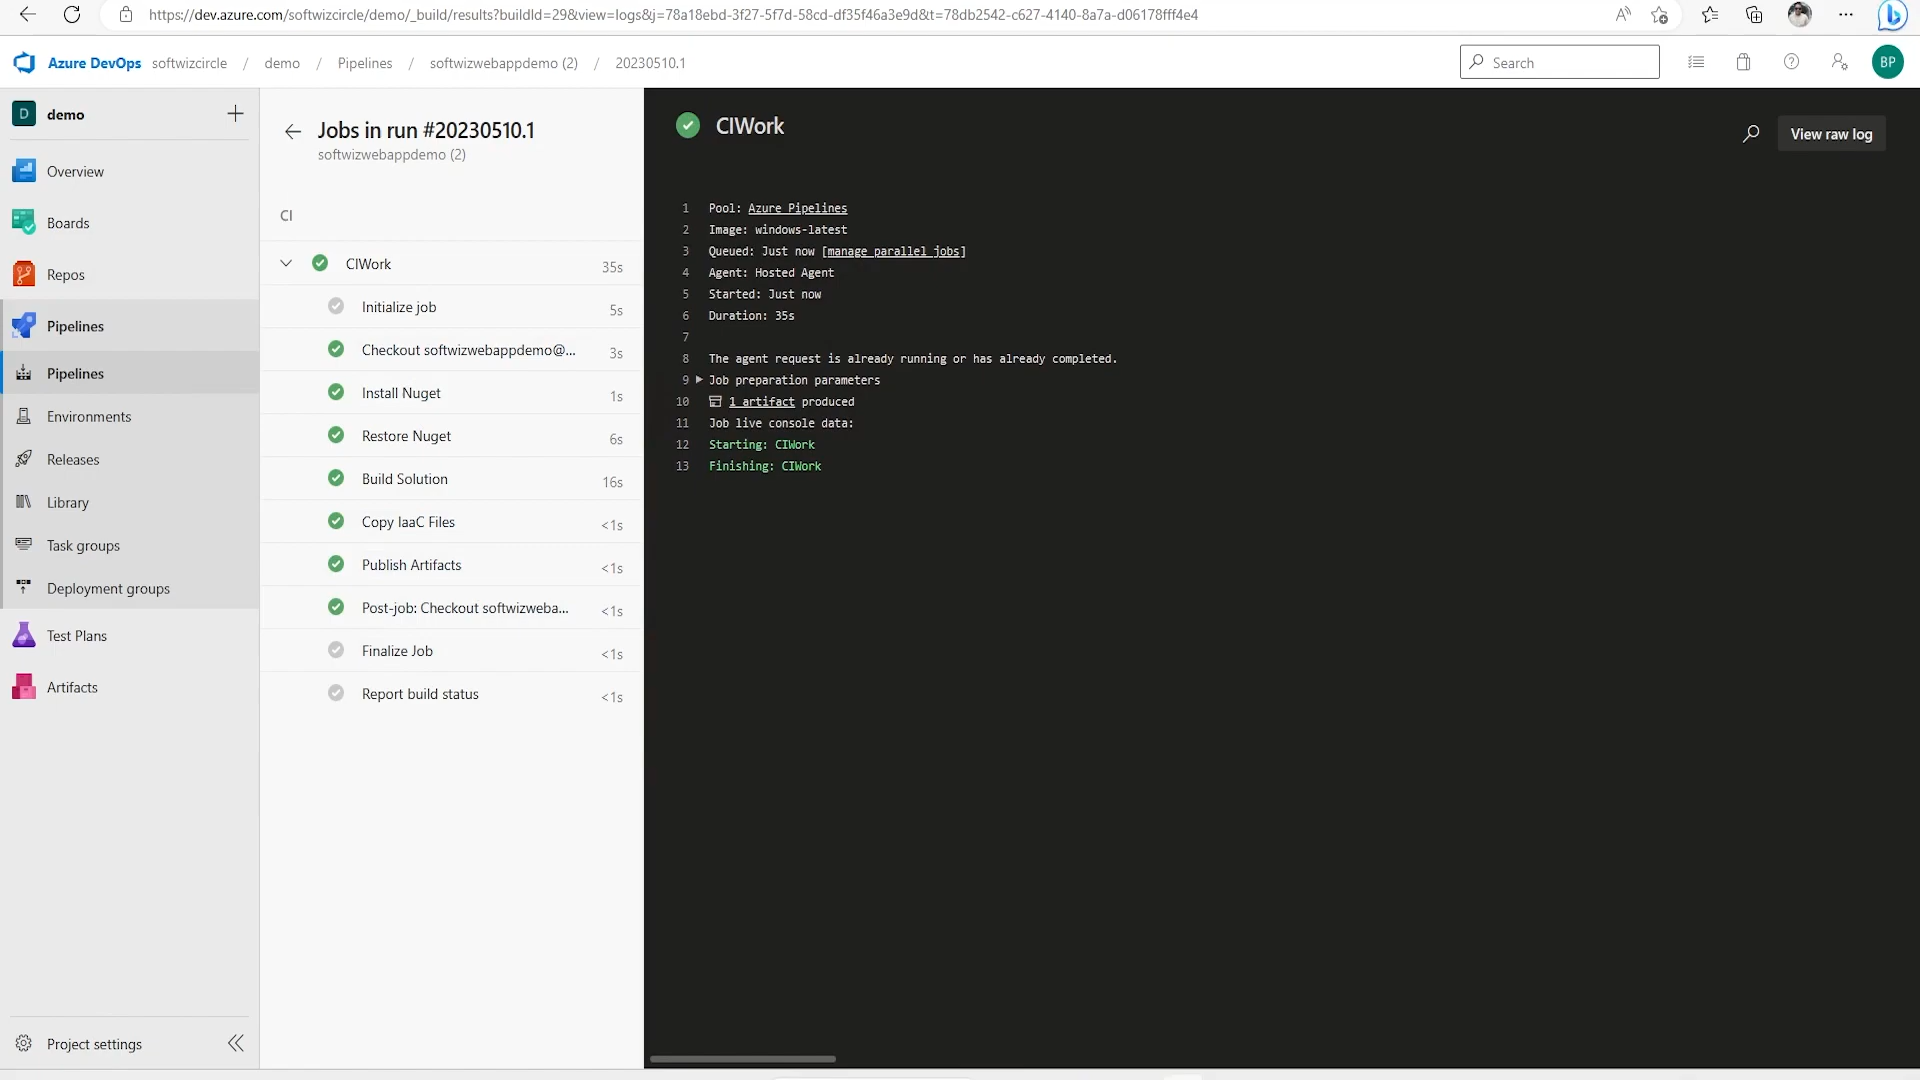 https://dev.azure.com/softwizcircle/demo/_build/results?buildId=29&view=logs&j=78a18ebd-3f27-5f7d-58cd-df35f46a3e9d&t=78db2542-c627-4140-8a7a-d06178fff4e4
Azure DevOps softwizcircle / demo / Pipelines / softwizwebappdemo (2) / 20230510.1
Search
BP
D demo
Overview
Boards
Repos
Pipelines
Pipelines
Environments
Releases
Library
Task groups
Deployment groups
Test Plans
Artifacts
Project settings
Jobs in run #20230510.1
softwizwebappdemo (2)
CI
CIWork 35s
Initialize job 5s
Checkout softwizwebappdemo@... 3s
Install Nuget 1s
Restore Nuget 6s
Build Solution 16s
Copy IaaC Files <1s
Publish Artifacts <1s
Post-job: Checkout softwizweba... <1s
Finalize Job <1s
Report build status <1s
CIWork
View raw log
1 Pool: Azure Pipelines
2 Image: windows-latest
3 Queued: Just now [manage parallel jobs]
4 Agent: Hosted Agent
5 Started: Just now
6 Duration: 35s
7
8 The agent request is already running or has already completed.
9 Job preparation parameters
10 1 artifact produced
11 Job live console data:
12 Starting: CIWork
13 Finishing: CIWork